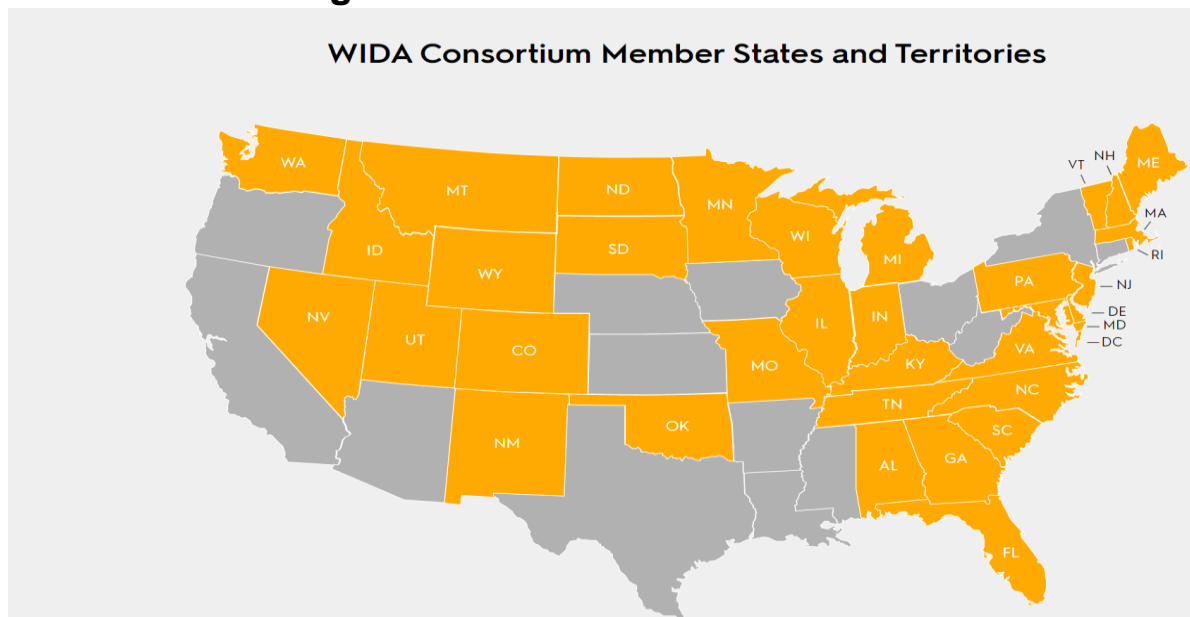 WIDA Consortium Member States and Territories
WA
MT
ND
MN
VT
NH
ME
MA
RI
ID
WY
SD
WI
MI
PA
NJ
NV
UT
CO
IL
IN
DE
MD
DC
MO
KY
VA
NC
TN
NM
OK
SC
AL
GA
FL